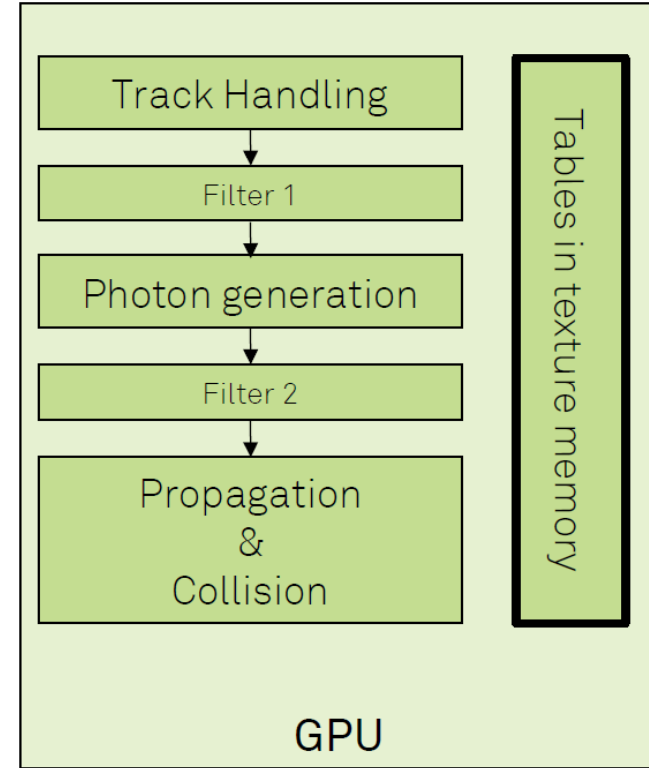 Track Handling
Filter 1
Photon generation
Filter 2
Propagation
&
Collision
Tables in texture memory
GPU